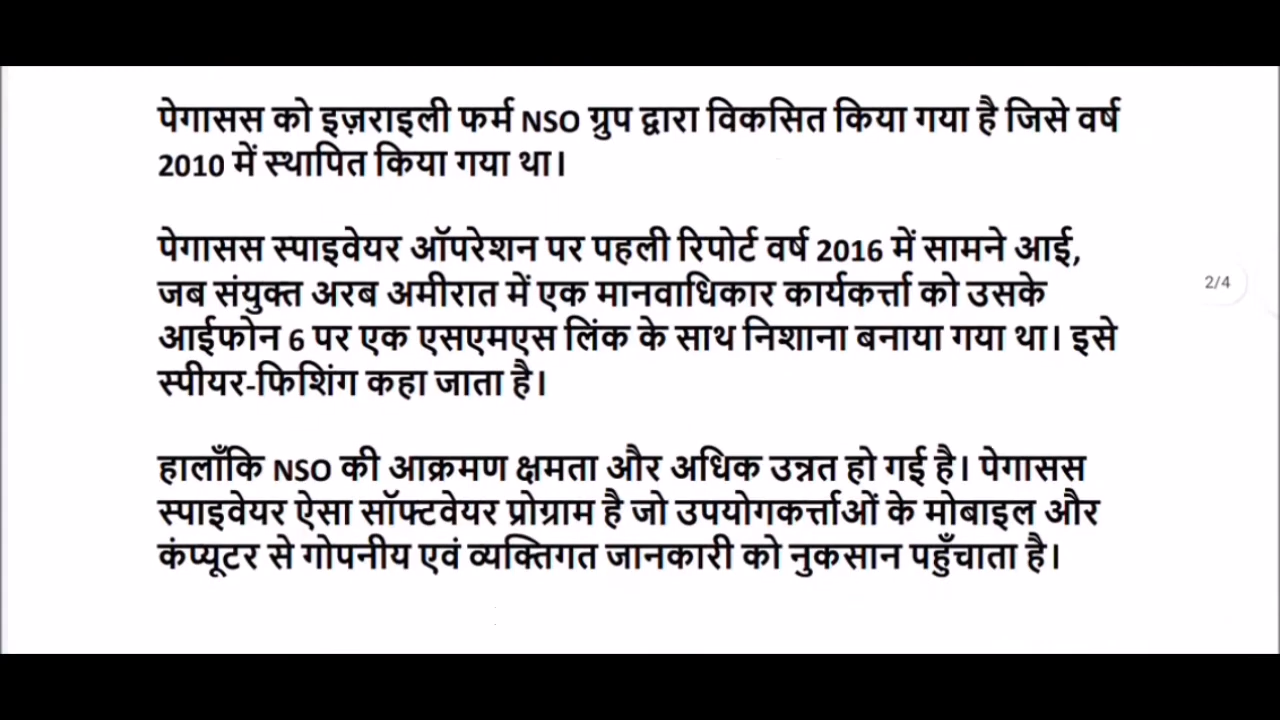 पेगासस को इज़राइली फर्म NSO ग्रुप द्वारा विकसित किया गया है जिसे वर्ष
2010 में स्थापित किया गया था।
पेगासस स्पाइवेयर ऑपरेशन पर पहली रिपोर्ट वर्ष 2016 में सामने आई,
जब संयुक्त अरब अमीरात में एक मानवाधिकार कार्यकर्त्ता को उसके
2/4
आईफोन 6 पर एक एसएमएस लिंक के साथ निशाना बनाया गया था। इसे
स्पीयर-फिशिंग कहा जाता है।
हालाँकि NSO की आक्रमण क्षमता और अधिक उन्नत हो गई है। पेगासस
स्पाइवेयर ऐसा सॉफ्टवेयर प्रोग्राम है जो उपयोगकर्त्ताओं के मोबाइल और
कंप्यूटर से गोपनीय एवं व्यक्तिगत जानकारी को नुकसान पहुँचाता है।